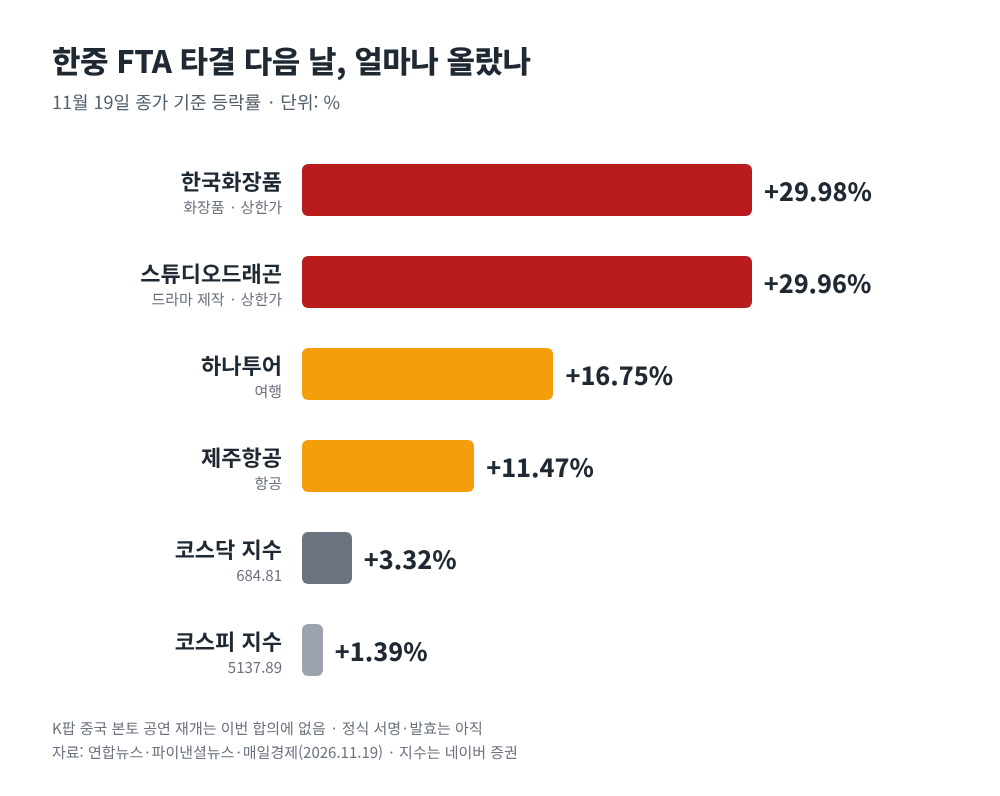 한중 FTA 타결 다음 날, 얼마나 올랐나
11월 19일 종가 기준 등락률 · 단위: %
한국화장품
화장품 · 상한가
+29.98%
스튜디오드래곤
드라마 제작 · 상한가
+29.96%
하나투어
여행
+16.75%
제주항공
항공
+11.47%
코스닥 지수
684.81
+3.32%
코스피 지수
5137.89
+1.39%
K팝 중국 본토 공연 재개는 이번 합의에 없음 · 정식 서명·발효는 아직
자료: 연합뉴스·파이낸셜뉴스·매일경제(2026.11.19) · 지수는 네이버 증권